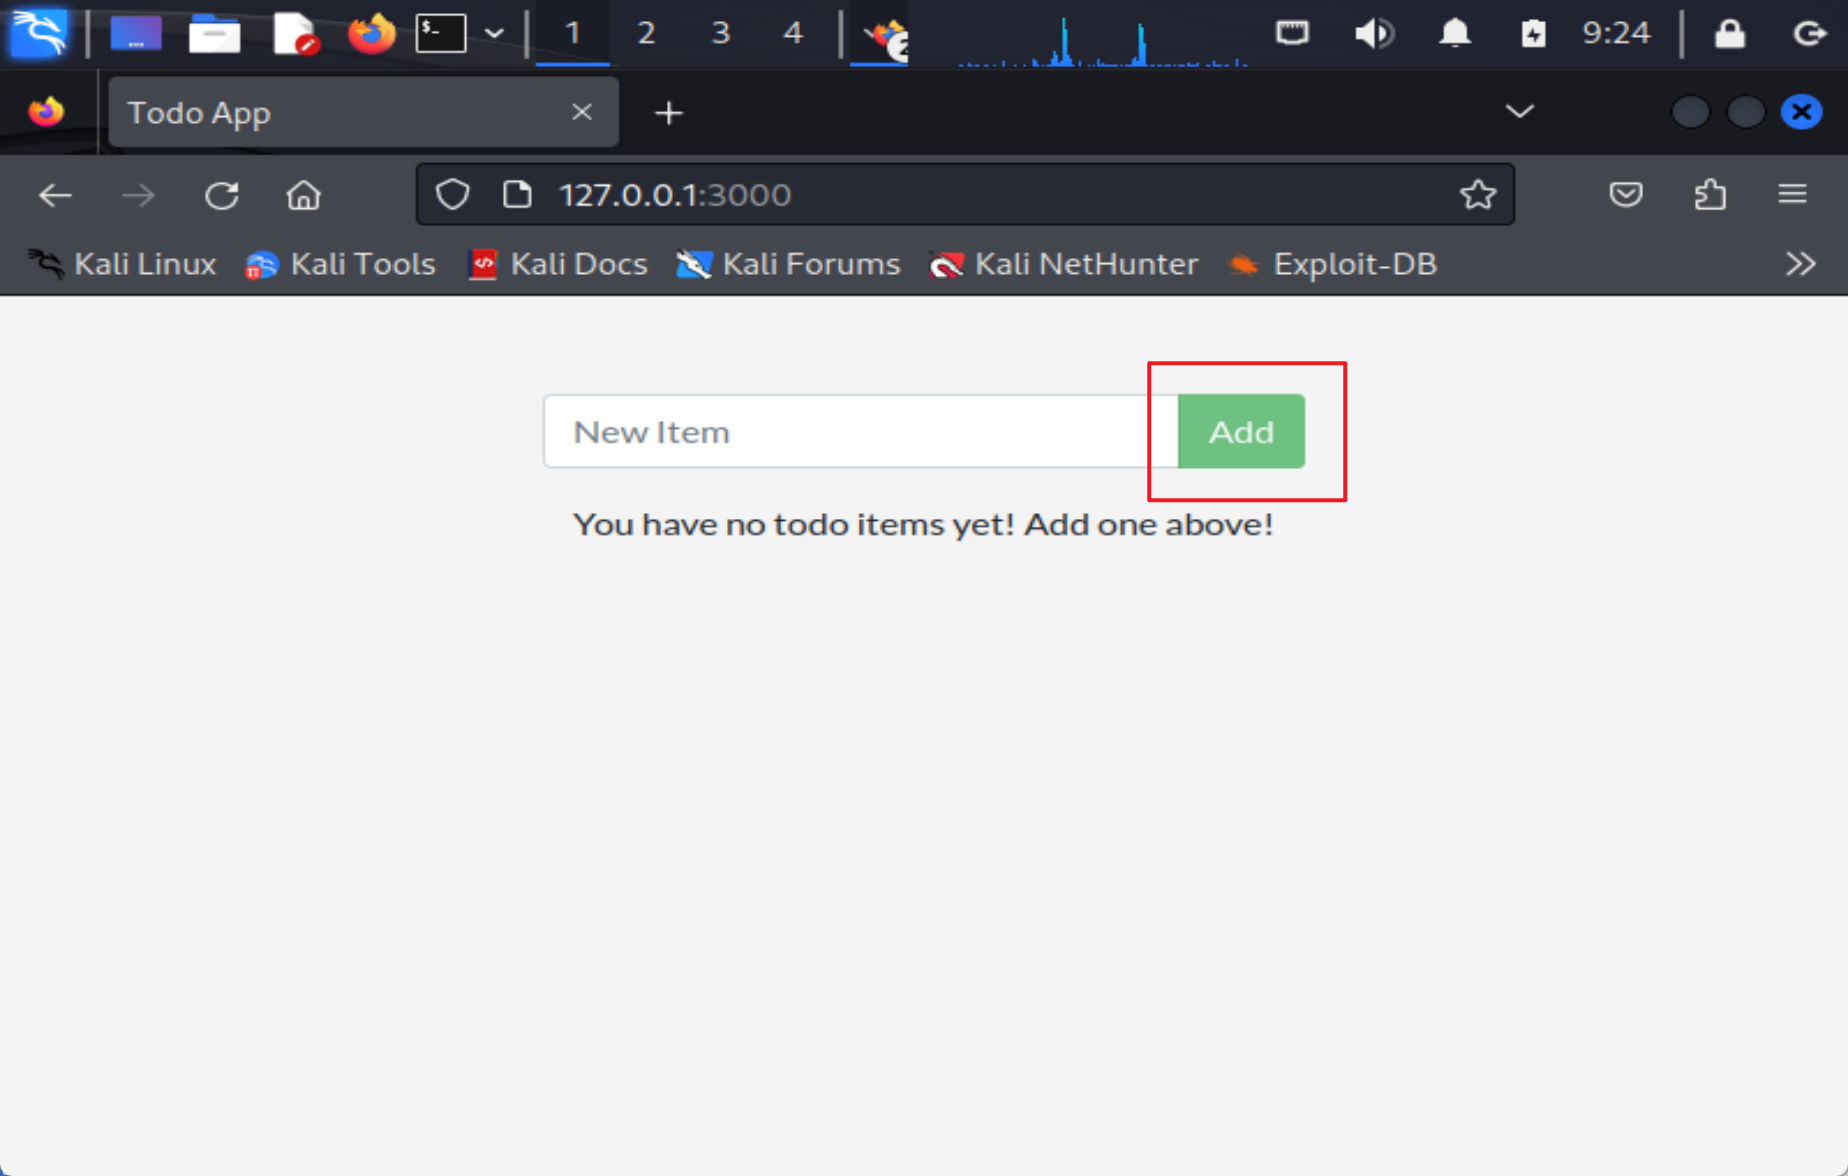 $_ 1 2 3 4 2 9:24
Todo App
127.0.0.1:3000
Kali Linux Kali Tools Kali Docs Kali Forums Kali NetHunter Exploit-DB
New Item Add
You have no todo items yet! Add one above!